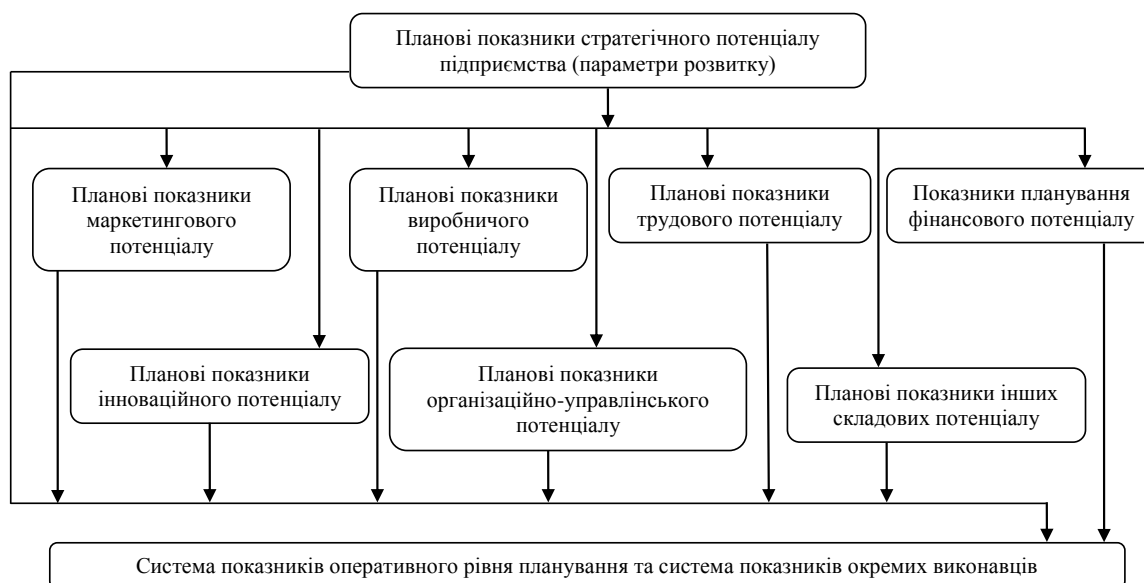 Планові показники стратегічного потенціалу
підприємства (параметри розвитку)
Планові показники
маркетингового
потенціалу
Планові показники
виробничого
потенціалу
Планові показники
трудового потенціалу
Показники планування
фінансового потенціалу
Планові показники
інноваційного потенціалу
Планові показники
організаційно-управлінського
потенціалу
Планові показники інших
складових потенціалу
Система показників оперативного рівня планування та система показників окремих виконавців